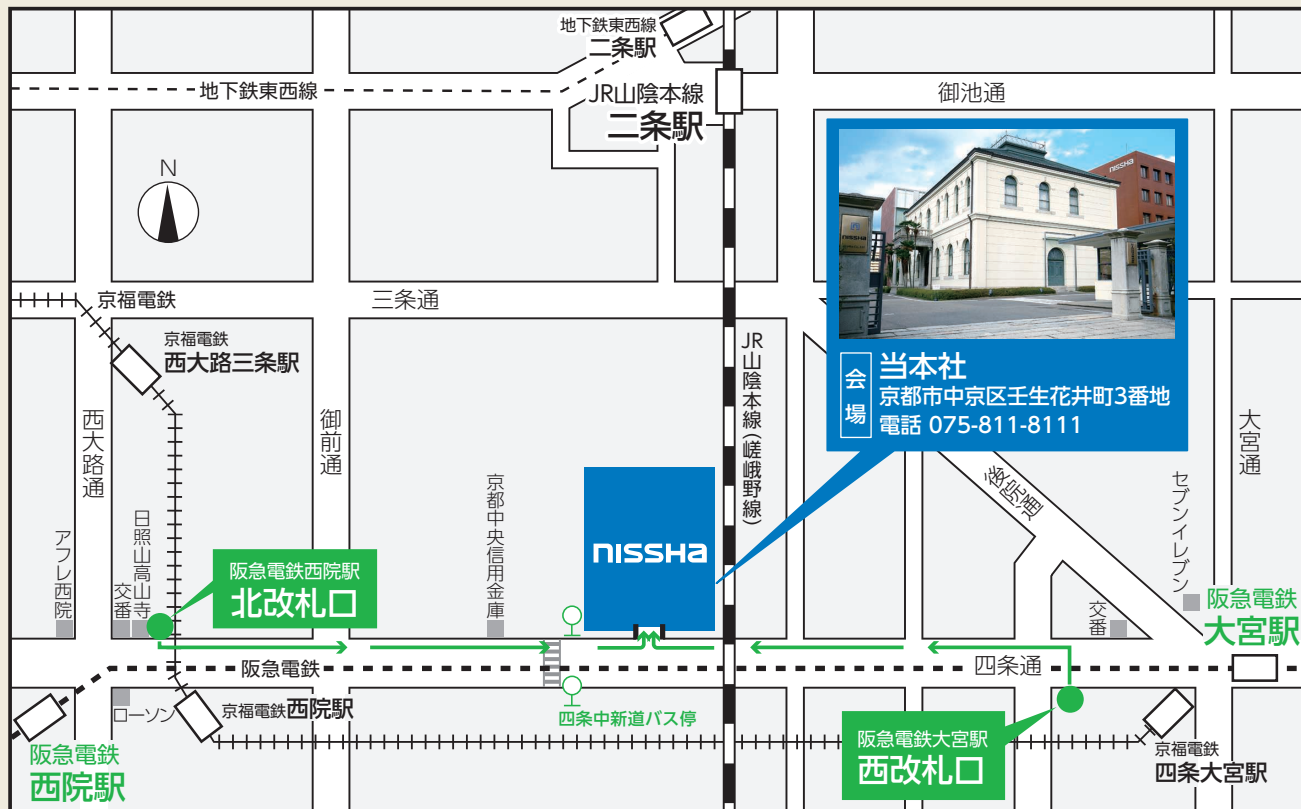 地下鉄東西線
二条駅
地下鉄東西線
JR山陰本線
二条駅
御池通
N
nissha
nissha
京福電鉄
三条通
京福電鉄
西大路三条駅
JR山陰本線(嵯峨野線)
会場
当本社
京都市中京区壬生花井町3番地
電話 075-811-8111
西大路通
御前通
大宮通
後院通
京都中央信用金庫
セブンイレブン
アフレ西院
交番
日照山高山寺
nissha
阪急電鉄西院駅
北改札口
交番
阪急電鉄
大宮駅
阪急電鉄
四条通
ローソン
京福電鉄西院駅
四条中新道バス停
阪急電鉄
西院駅
阪急電鉄大宮駅
西改札口
京福電鉄
四条大宮駅